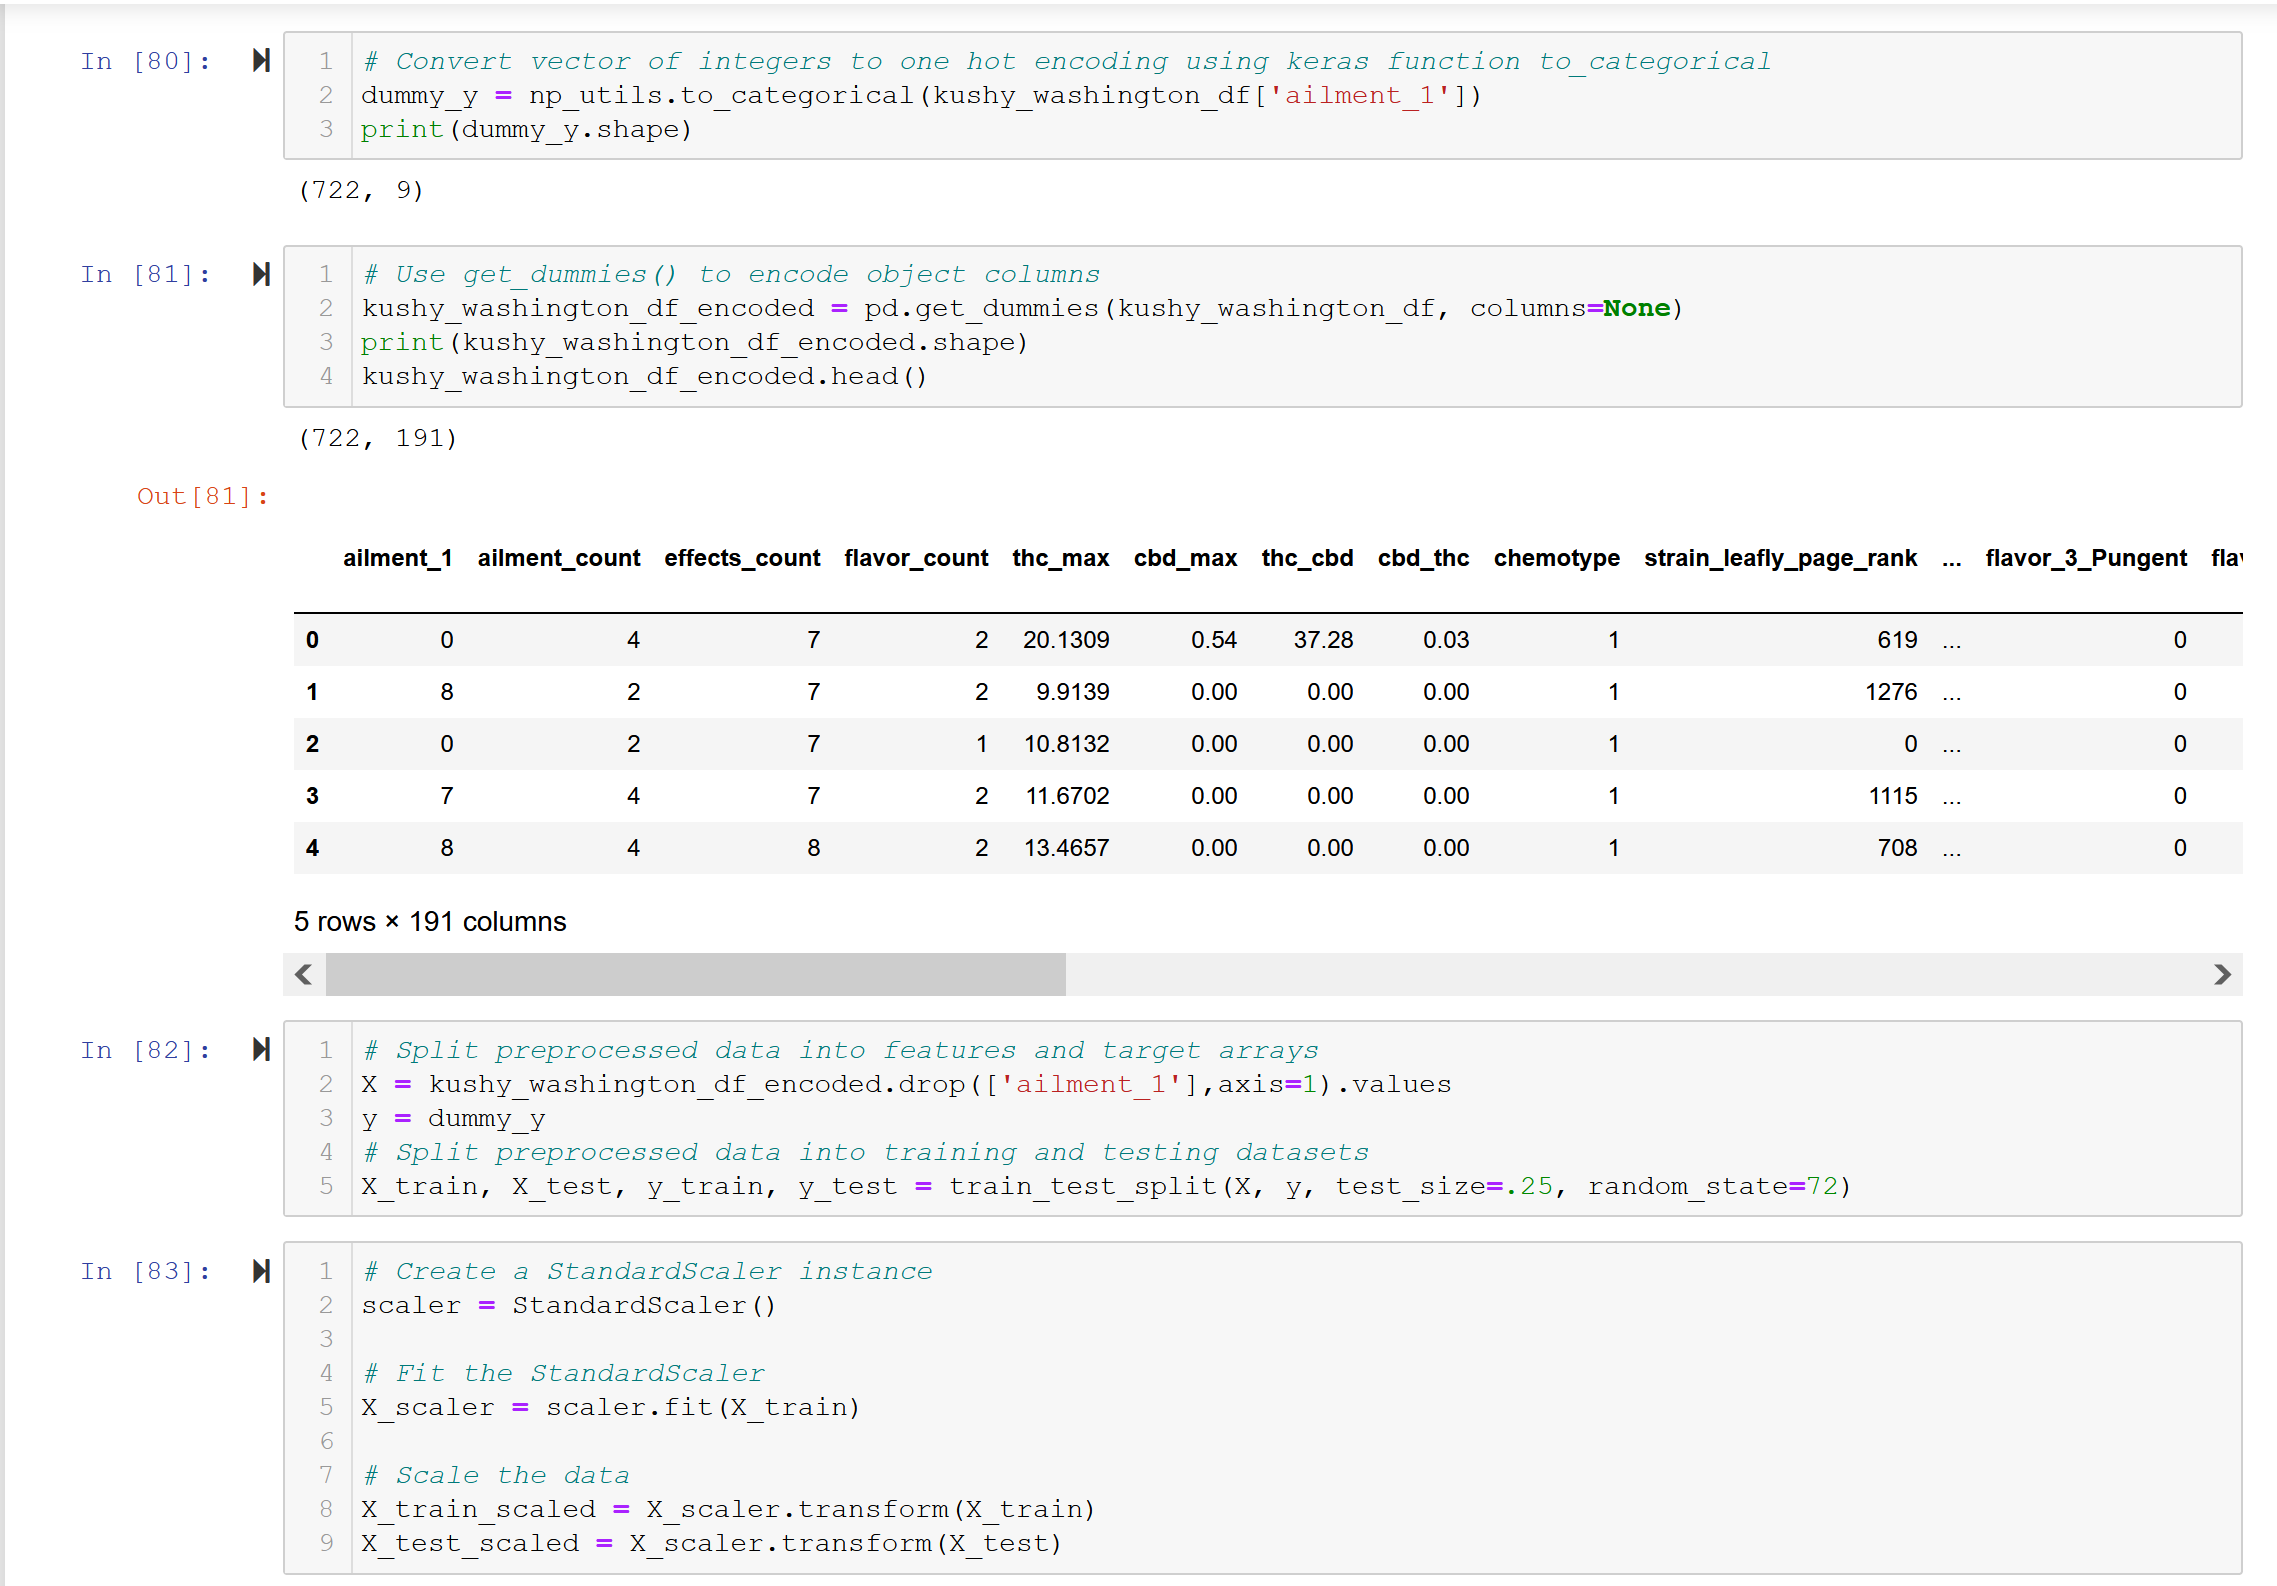 In [80]:
1 # Convert vector of integers to one hot encoding using keras function to_categorical
2 dummy_y = np_utils.to_categorical(kushy_washington_df['ailment_1'])
3 print(dummy_y.shape)
(722, 9)
In [81]:
1 # Use get_dummies() to encode object columns
2 kushy_washington_df_encoded = pd.get_dummies(kushy_washington_df, columns=None)
3 print(kushy_washington_df_encoded.shape)
4 kushy_washington_df_encoded.head()
(722, 191)
Out[81]:
ailment_1 ailment_count effects_count flavor_count thc_max cbd_max thc_cbd cbd_thc chemotype strain_leafly_page_rank ... flavor_3_Pungent
0 0 4 7 2 20.1309 0.54 37.28 0.03 1 619 ... 0
1 8 2 7 2 9.9139 0.00 0.00 0.00 1 1276 ... 0
2 0 2 7 1 10.8132 0.00 0.00 0.00 1 0 ... 0
3 7 4 7 2 11.6702 0.00 0.00 0.00 1 1115 ... 0
4 8 4 8 2 13.4657 0.00 0.00 0.00 1 708 ... 0
5 rows × 191 columns
In [82]:
1 # Split preprocessed data into features and target arrays
2 X = kushy_washington_df_encoded.drop(['ailment_1'],axis=1).values
3 y = dummy_y
4 # Split preprocessed data into training and testing datasets
5 X_train, X_test, y_train, y_test = train_test_split(X, y, test_size=.25, random_state=72)
In [83]:
1 # Create a StandardScaler instance
2 scaler = StandardScaler()
3
4 # Fit the StandardScaler
5 X_scaler = scaler.fit(X_train)
6
7 # Scale the data
8 X_train_scaled = X_scaler.transform(X_train)
9 X_test_scaled = X_scaler.transform(X_test)